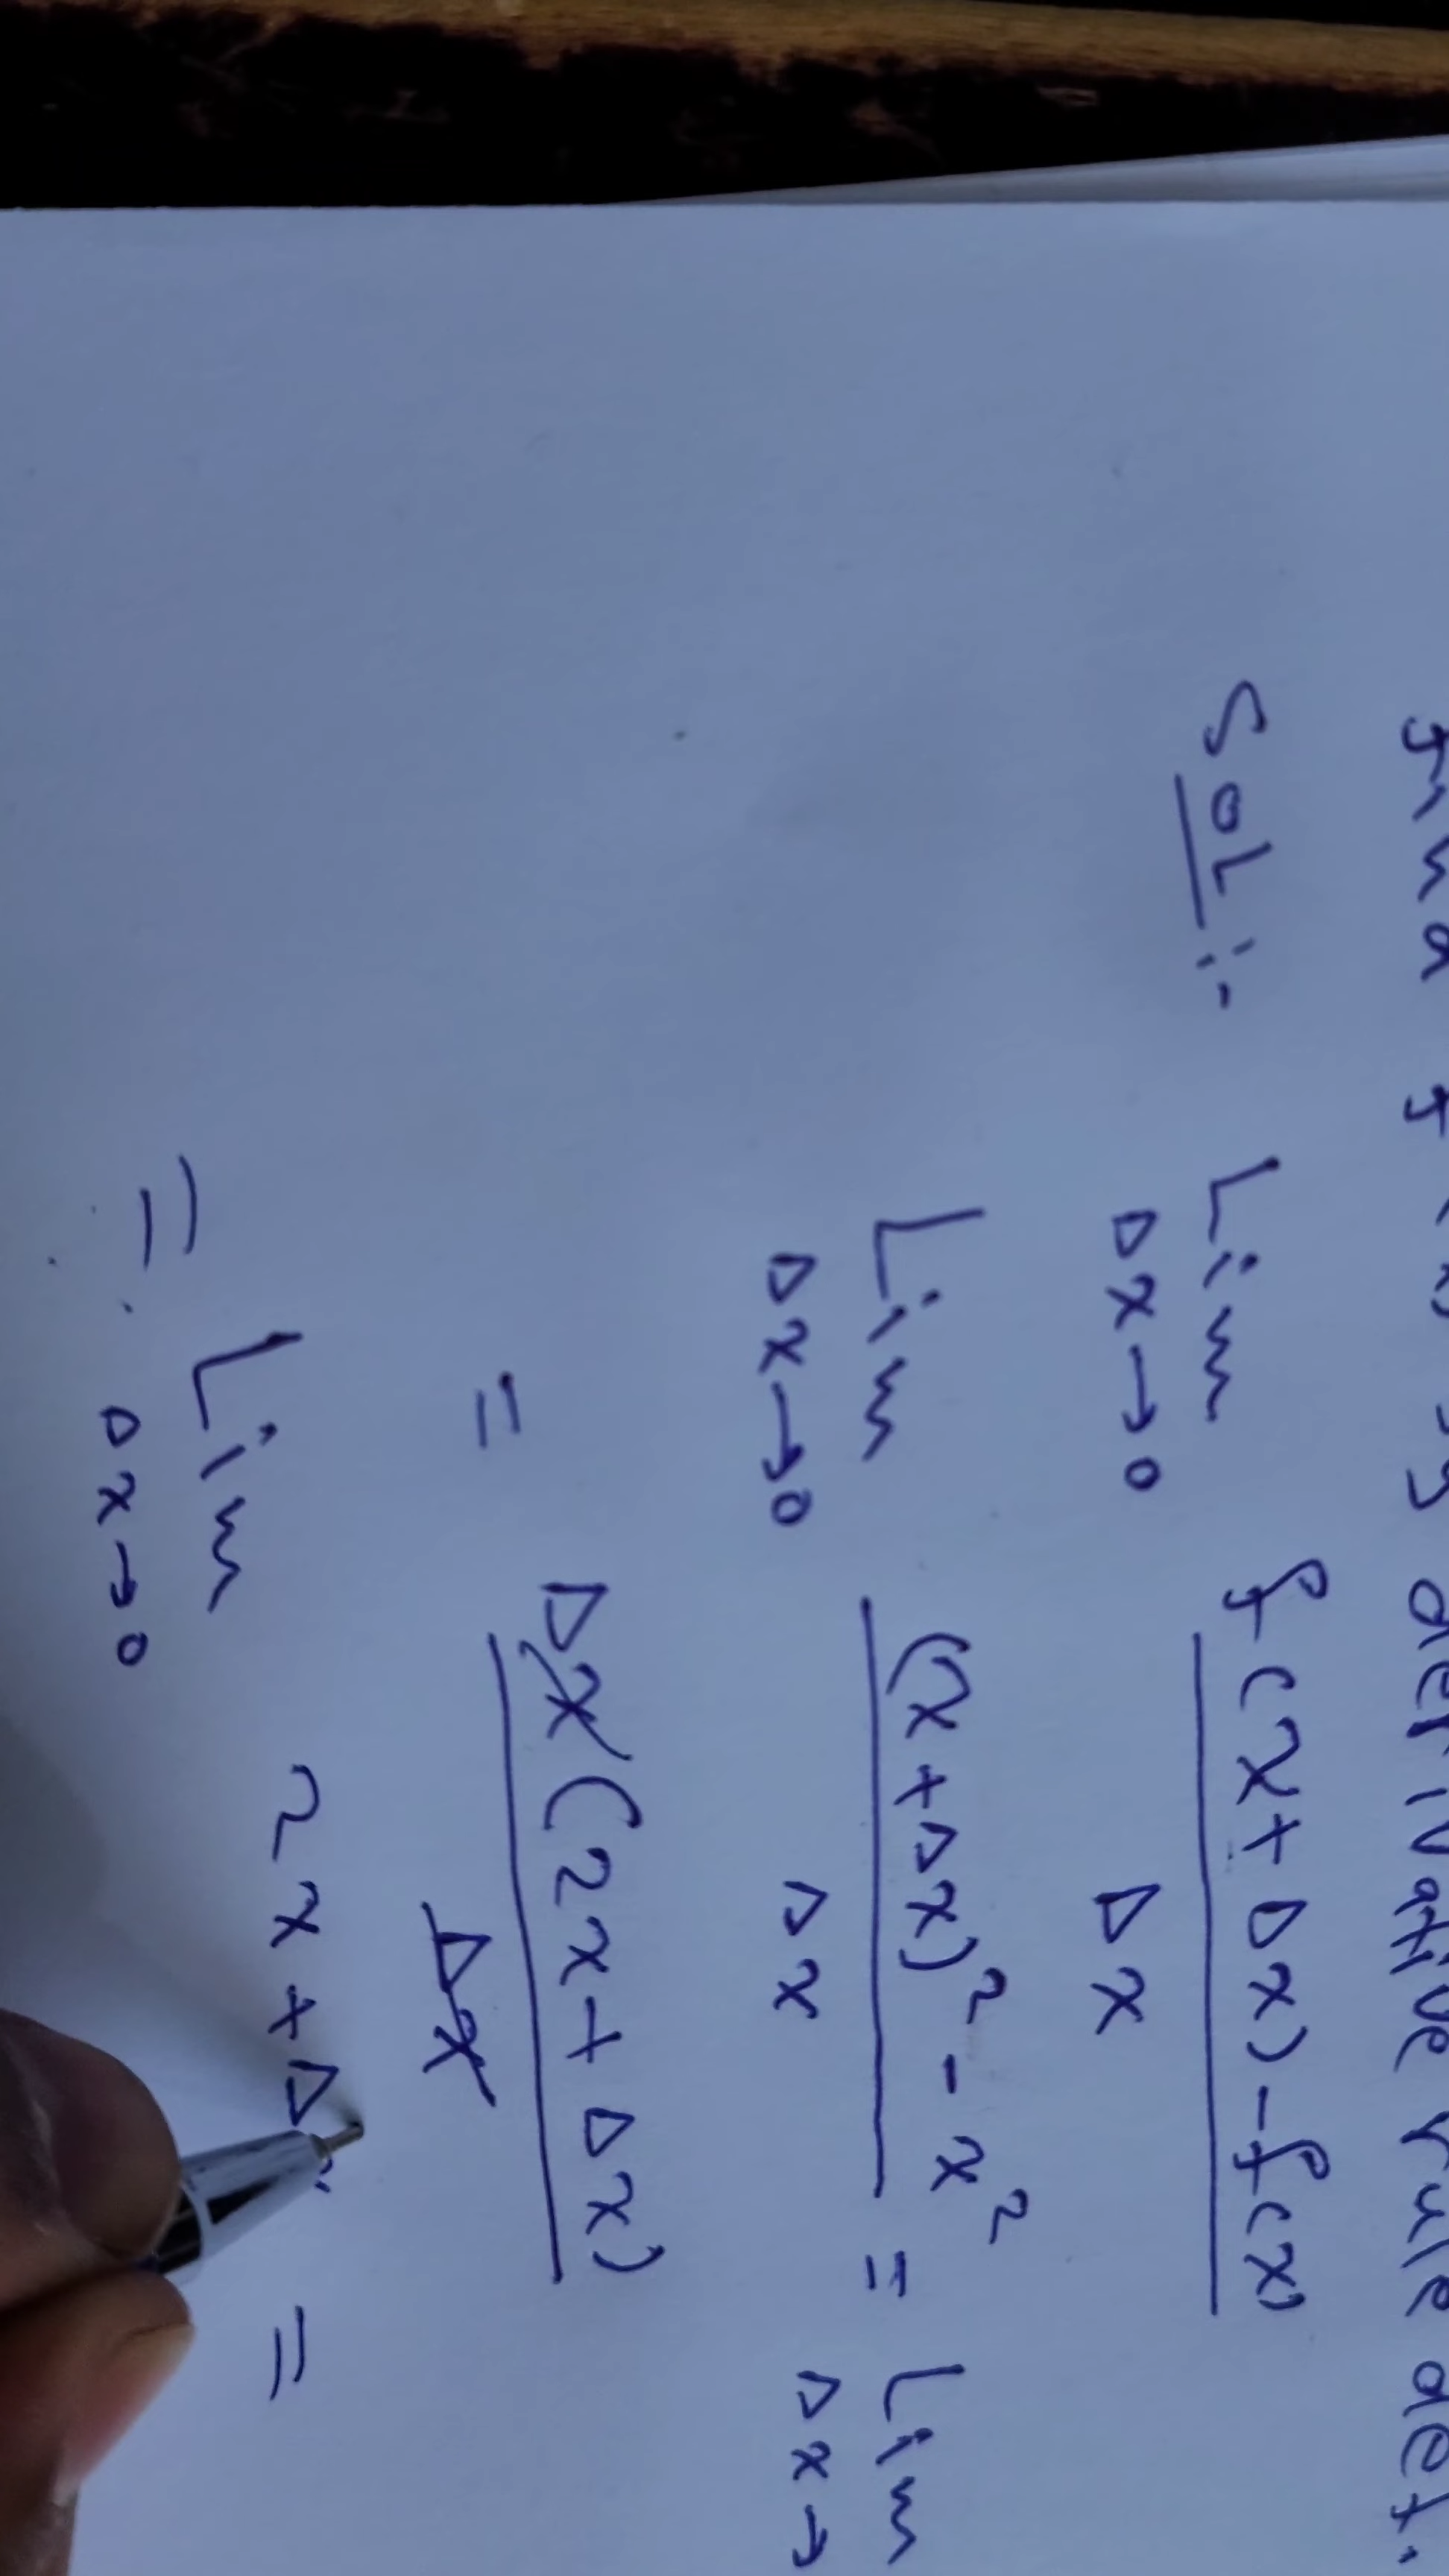 derivative rule def.
Sol:- Lim Δx→0 f(x+Δx)-f(x) / Δx
Lim Δx→0 (x+Δx)² - x² / Δx = Lim Δx→
= Δx(2x+Δx) / Δx
= Lim Δx→0 2x+Δ =